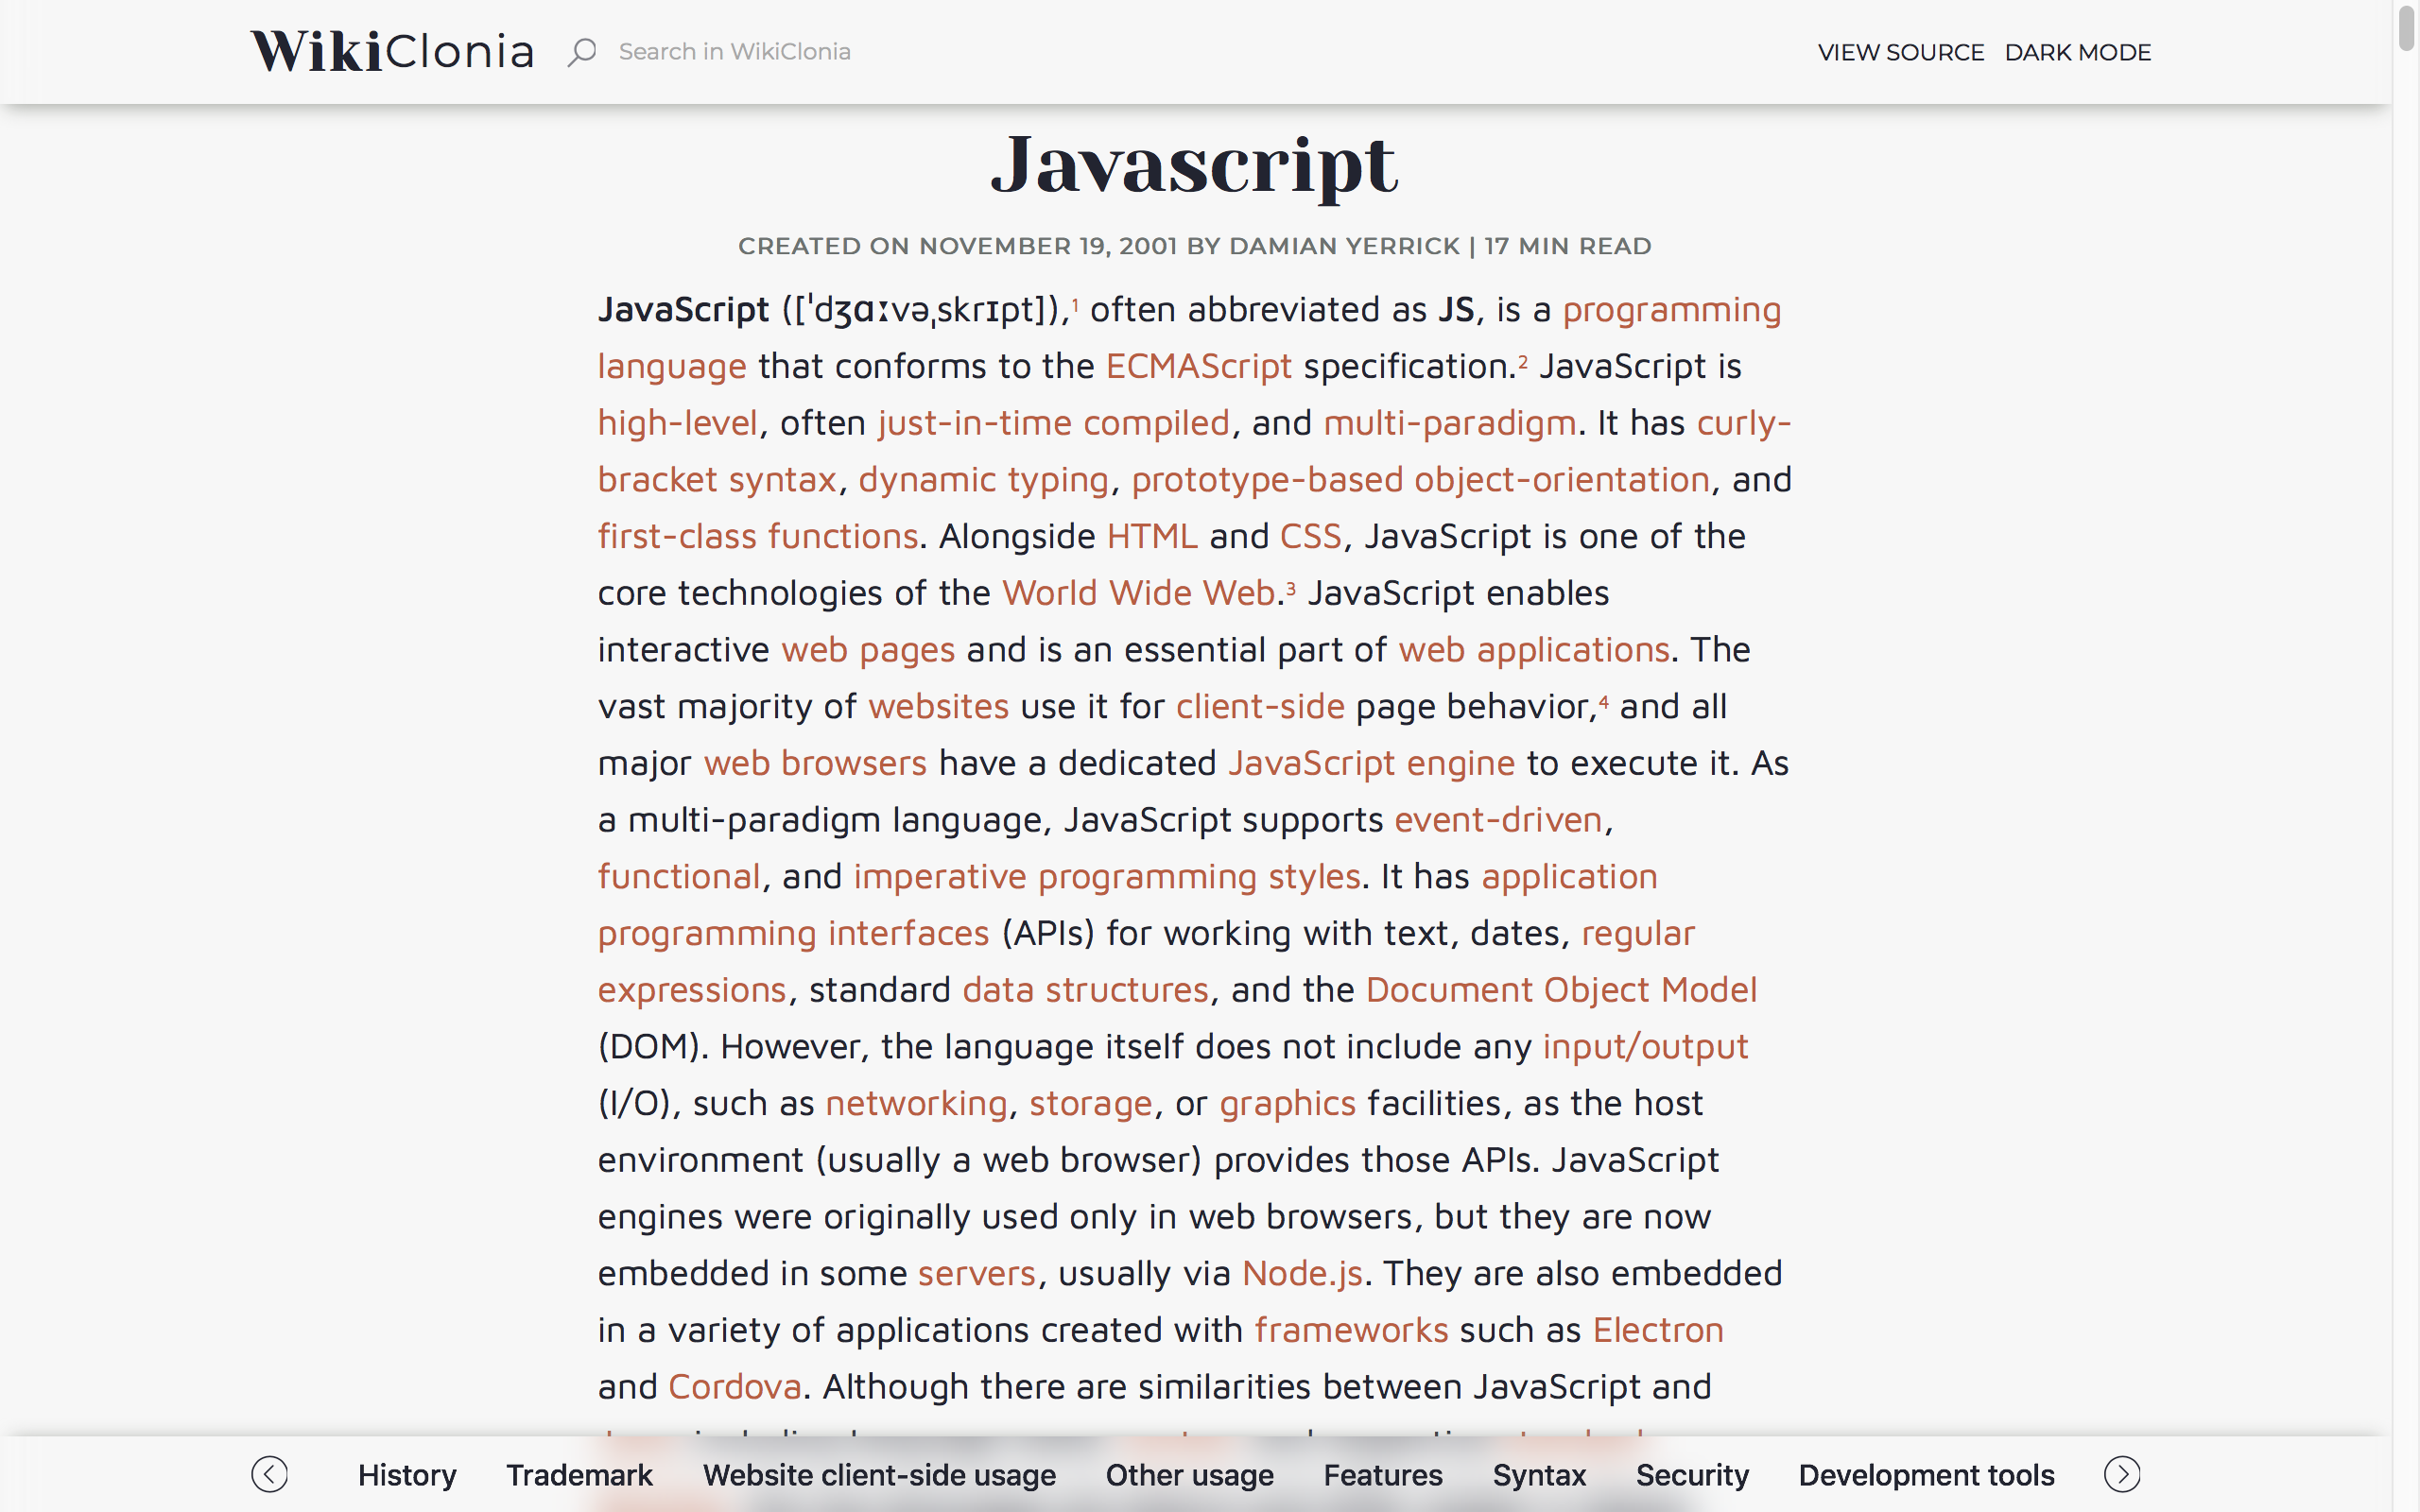 WikiClonia
Search in WikiClonia
VIEW SOURCE DARK MODE
Javascript
CREATED ON NOVEMBER 19, 2001 BY DAMIAN YERRICK | 17 MIN READ
JavaScript ([ˈdʒɑːvəˌskrɪpt]),¹ often abbreviated as JS, is a programming
language that conforms to the ECMAScript specification.² JavaScript is
high-level, often just-in-time compiled, and multi-paradigm. It has curly-
bracket syntax, dynamic typing, prototype-based object-orientation, and
first-class functions. Alongside HTML and CSS, JavaScript is one of the
core technologies of the World Wide Web.³ JavaScript enables
interactive web pages and is an essential part of web applications. The
vast majority of websites use it for client-side page behavior,⁴ and all
major web browsers have a dedicated JavaScript engine to execute it. As
a multi-paradigm language, JavaScript supports event-driven,
functional, and imperative programming styles. It has application
programming interfaces (APIs) for working with text, dates, regular
expressions, standard data structures, and the Document Object Model
(DOM). However, the language itself does not include any input/output
(I/O), such as networking, storage, or graphics facilities, as the host
environment (usually a web browser) provides those APIs. JavaScript
engines were originally used only in web browsers, but they are now
embedded in some servers, usually via Node.js. They are also embedded
in a variety of applications created with frameworks such as Electron
and Cordova. Although there are similarities between JavaScript and
History Trademark Website client-side usage Other usage Features Syntax Security Development tools